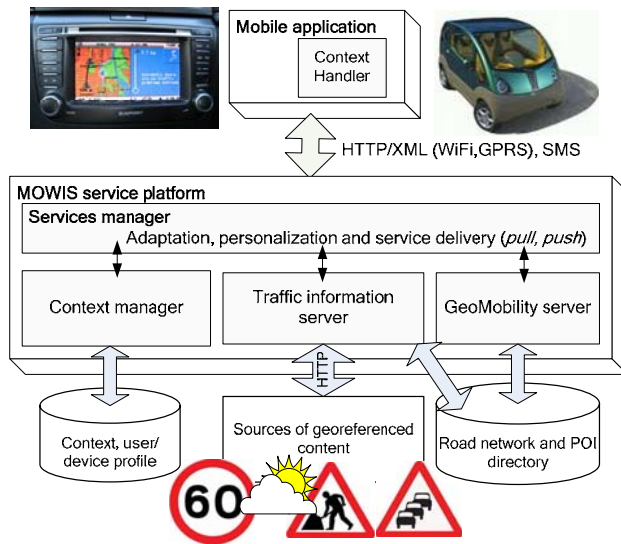 Mobile application
Context
Handler
HTTP/XML (WiFi,GPRS), SMS
MOWIS service platform
Services manager
Adaptation, personalization and service delivery (pull, push)
Context manager
Traffic information
server
GeoMobility server
HTTP
Context, user/
device profile
Sources of georeferenced
content
Road network and POI
directory
60